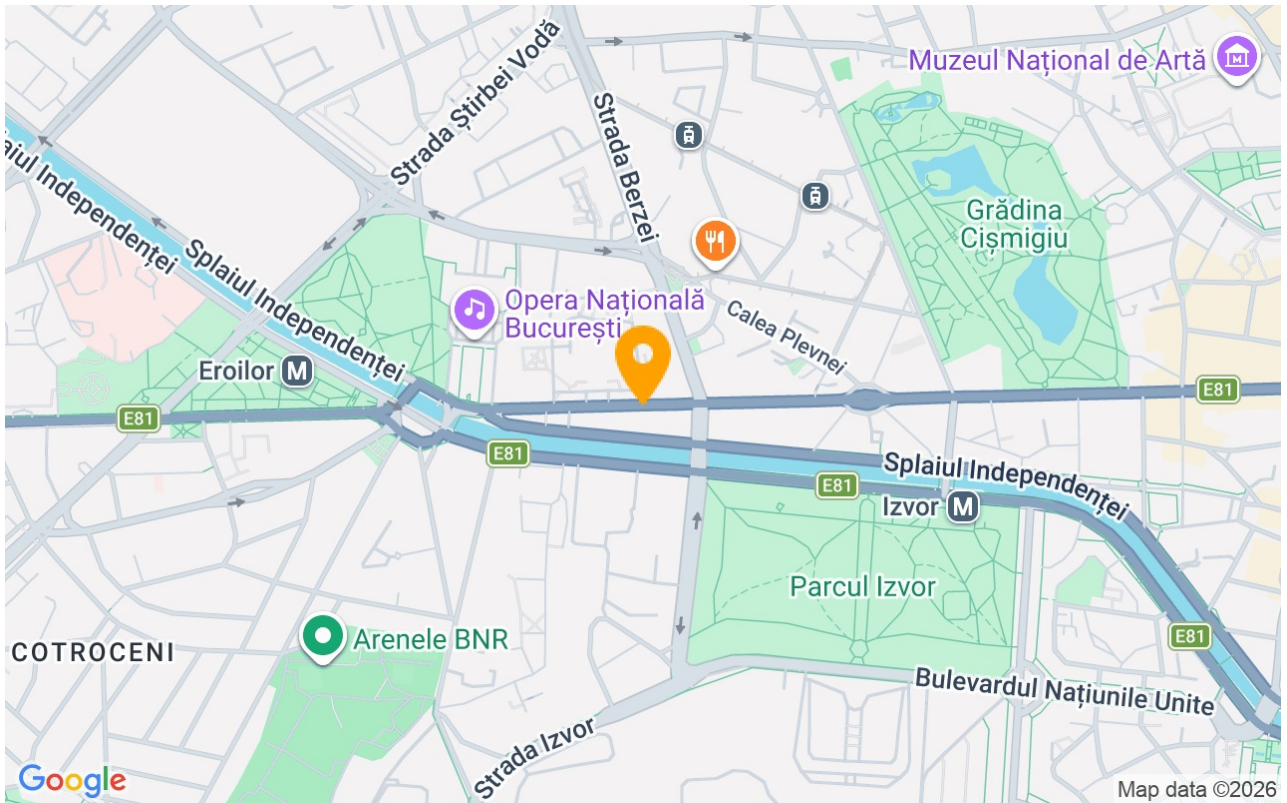 Muzeul Național de Artă
M
Strada Știrbei Vodă
Strada Berzei
Grădina
Cișmigiu
Splaiul Independenței
laiul Independenței
Opera Națională
București
Calea Plevnei
Eroilor M
E81
E81
E81
E81
E81
Splaiul Independenței
Izvor M
Parcul Izvor
Arenele BNR
COTROCENI
Bulevardul Națiunile Unite
Strada Izvor
Google
Map data ©2026